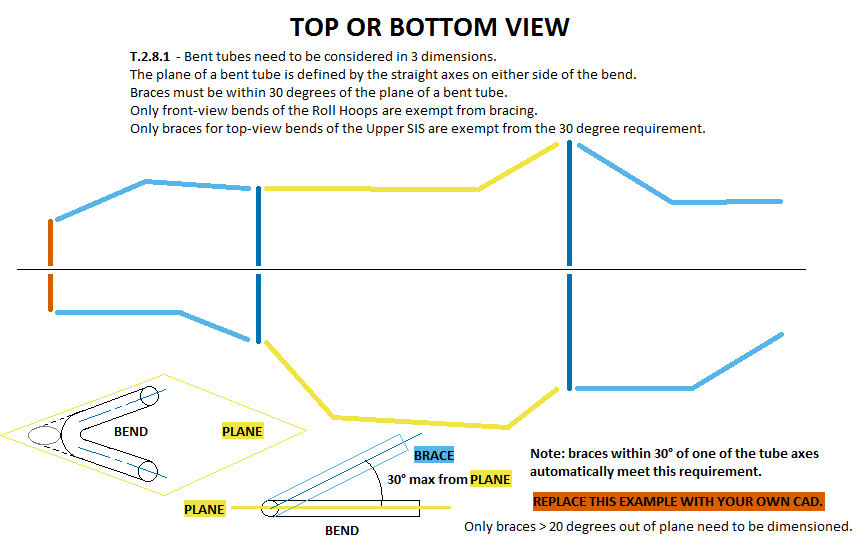 TOP OR BOTTOM VIEW
T.2.8.1 - Bent tubes need to be considered in 3 dimensions.
The plane of a bent tube is defined by the straight axes on either side of the bend.
Braces must be within 30 degrees of the plane of a bent tube.
Only front-view bends of the Roll Hoops are exempt from bracing.
Only braces for top-view bends of the Upper SIS are exempt from the 30 degree requirement.
BEND
PLANE
BRACE
30° max from PLANE
PLANE
BEND
Note: braces within 30° of one of the tube axes
automatically meet this requirement.
REPLACE THIS EXAMPLE WITH YOUR OWN CAD.
Only braces > 20 degrees out of plane need to be dimensioned.